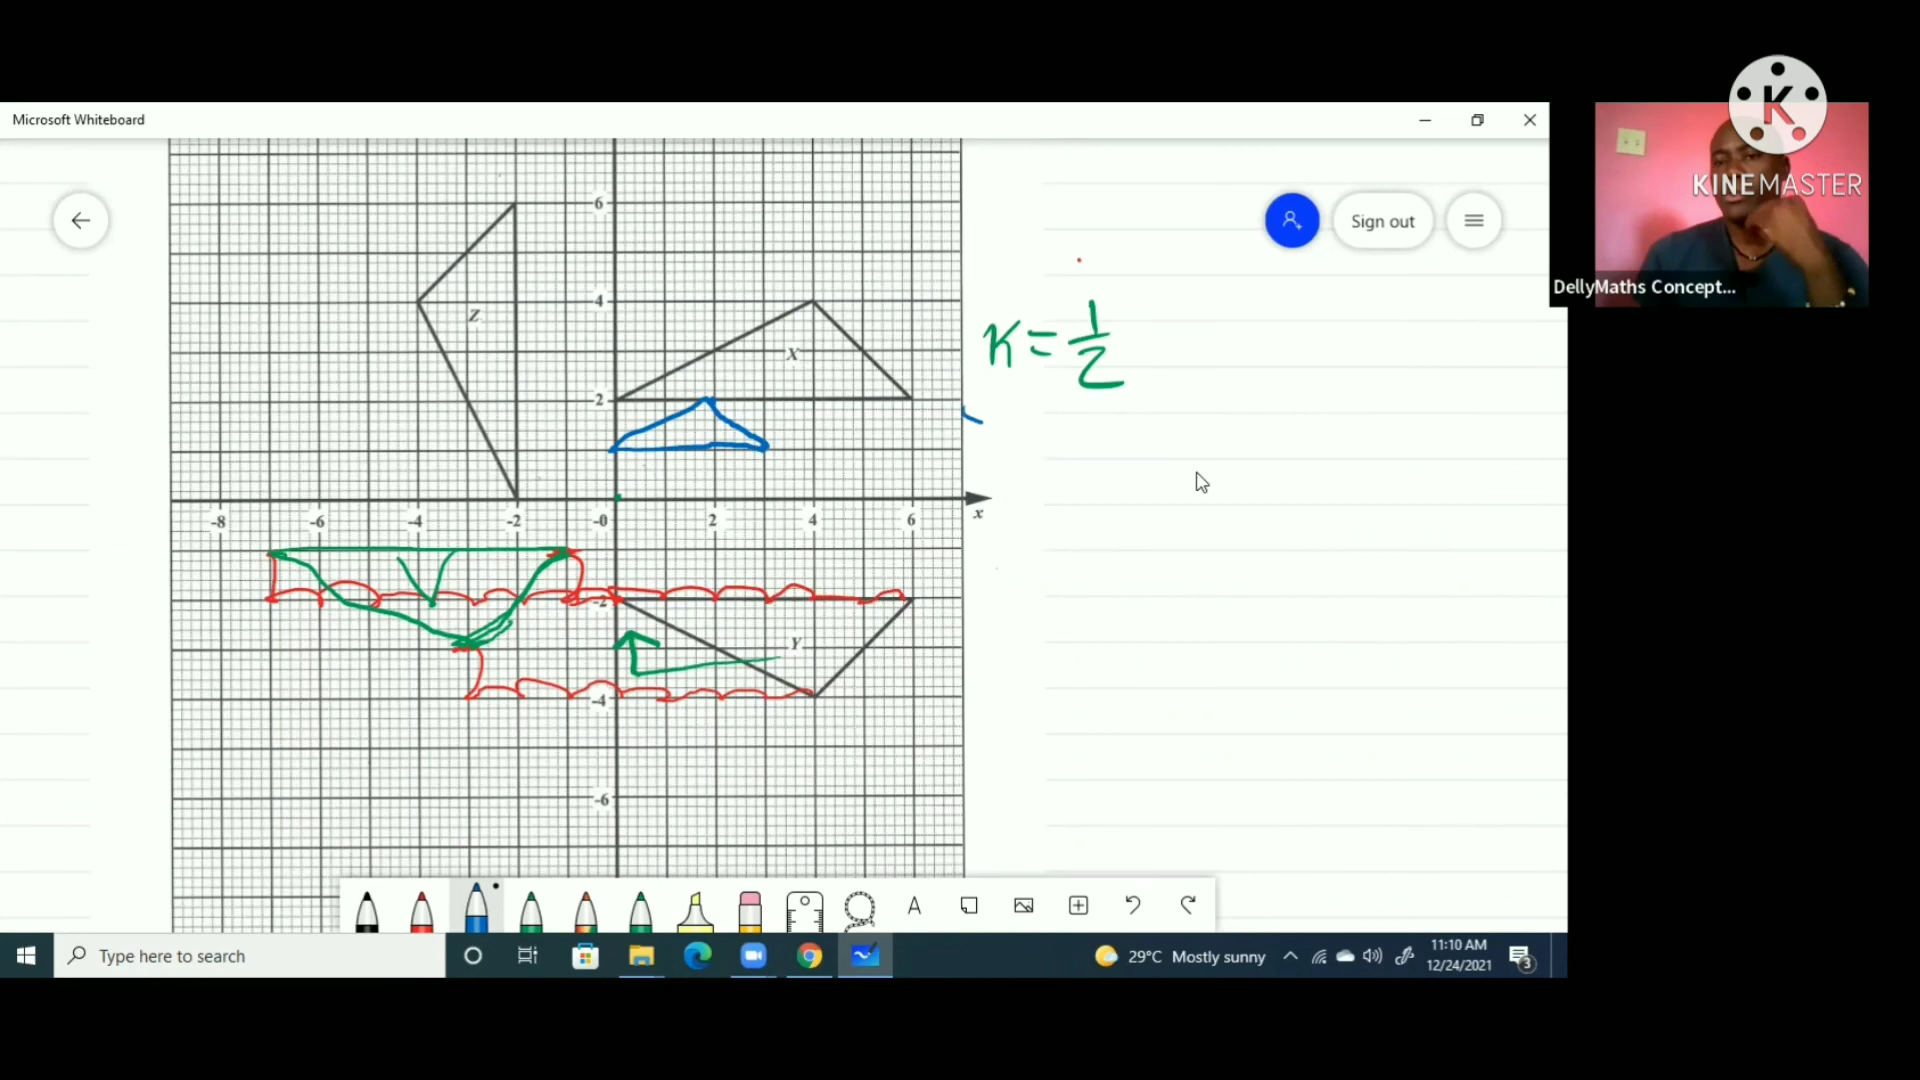 Microsoft Whiteboard
K
KINEMASTER
Sign out
DellyMaths Concept...
6
Z
4
X
K = 1/2
2
-8 -6 -4 -2 -0 2 4 6 x
-2
Y
-4
-6
A
Type here to search
29°C Mostly sunny
11:10 AM
12/24/2021
3